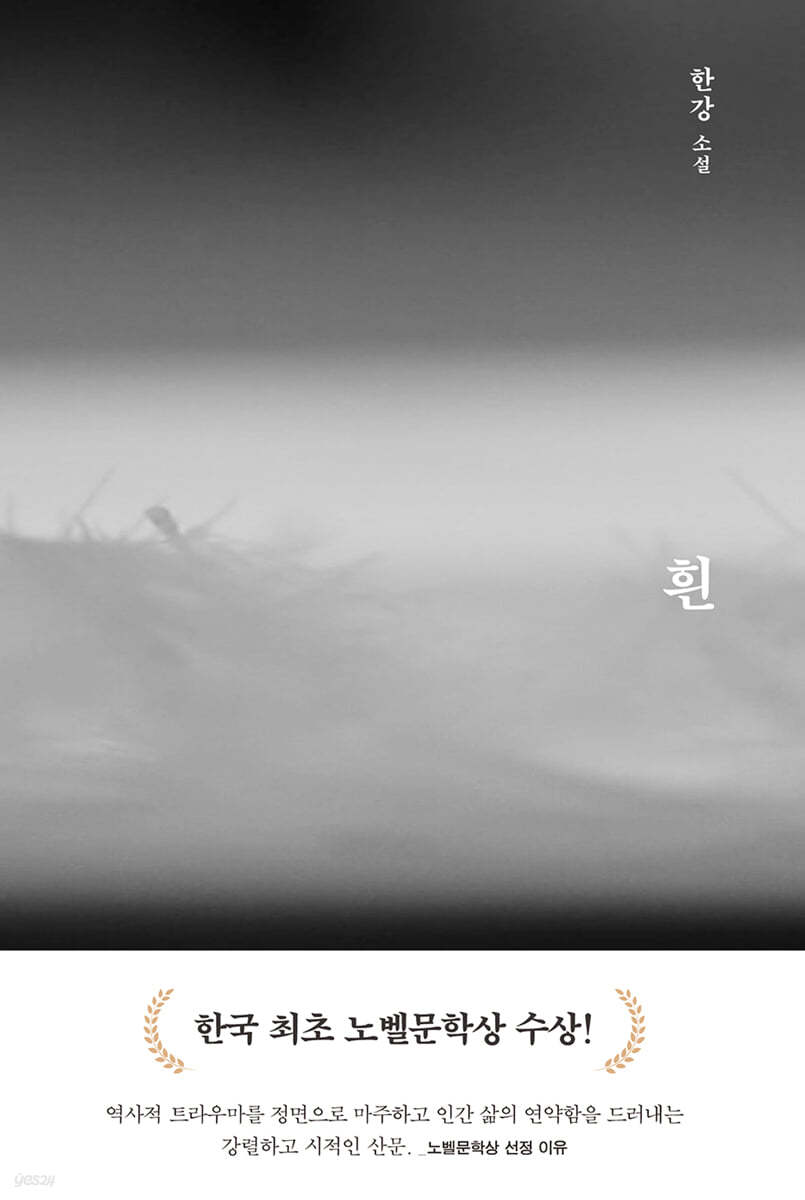 한강 소설
흰
한국 최초 노벨문학상 수상!
역사적 트라우마를 정면으로 마주하고 인간 삶의 연약함을 드러내는
강렬하고 시적인 산문. _노벨문학상 선정 이유
yes24